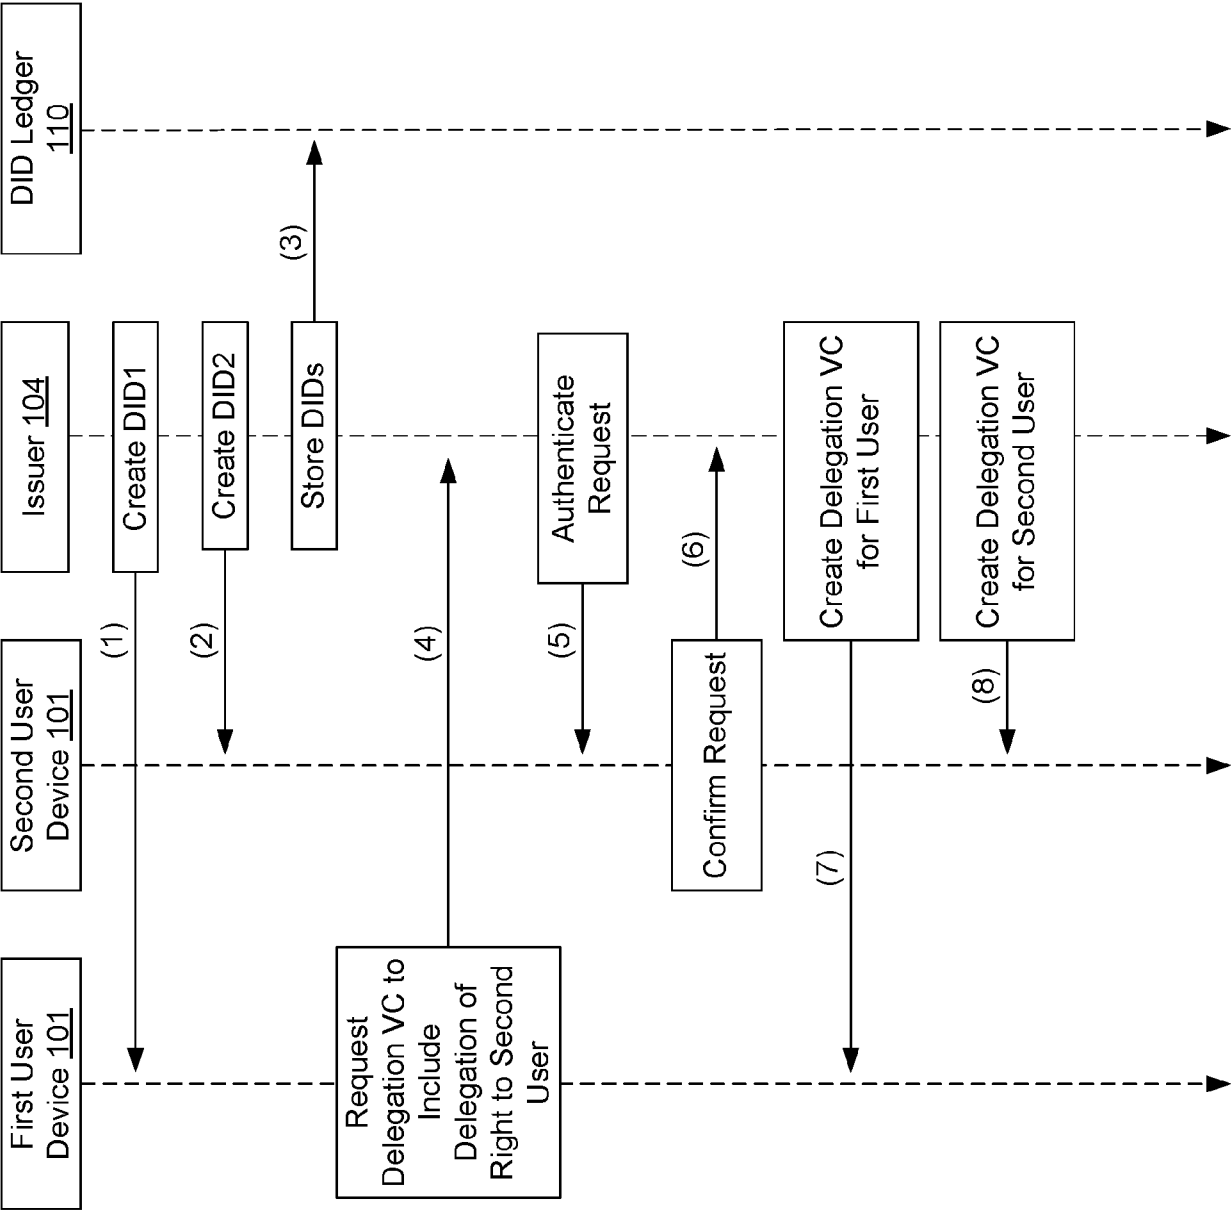 First User
Device 101
Second User
Device 101
Issuer 104
DID Ledger
110
Create DID1
(1)
Create DID2
(2)
Store DIDs
(3)
Request
Delegation VC to
Include
Delegation of
Right to Second
User
(4)
Authenticate
Request
(5)
Confirm Request
(6)
Create Delegation VC
for First User
(7)
Create Delegation VC
for Second User
(8)